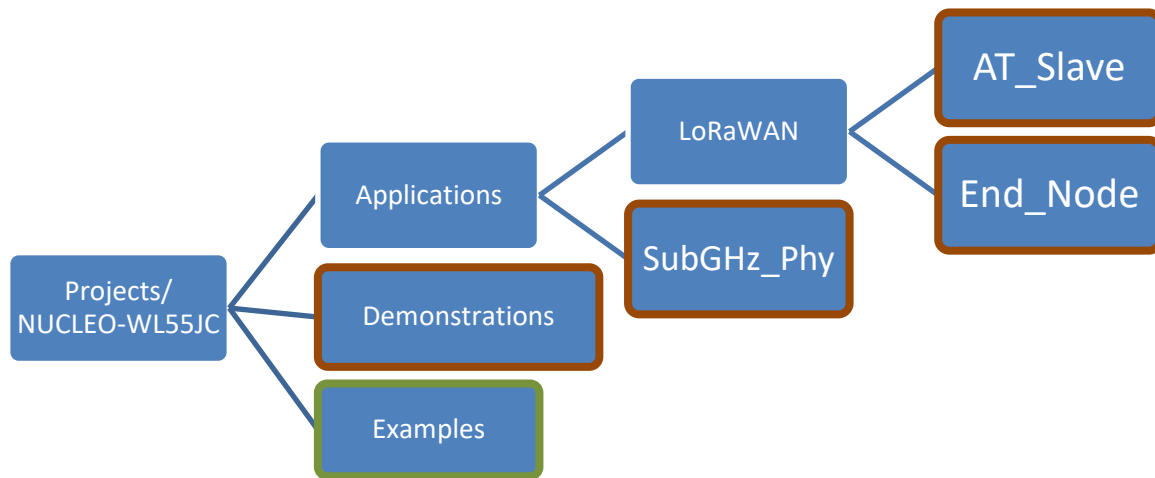 Projects/
NUCLEO-WL55JC
Applications
Demonstrations
Examples
LoRaWAN
SubGHz_Phy
AT_Slave
End_Node